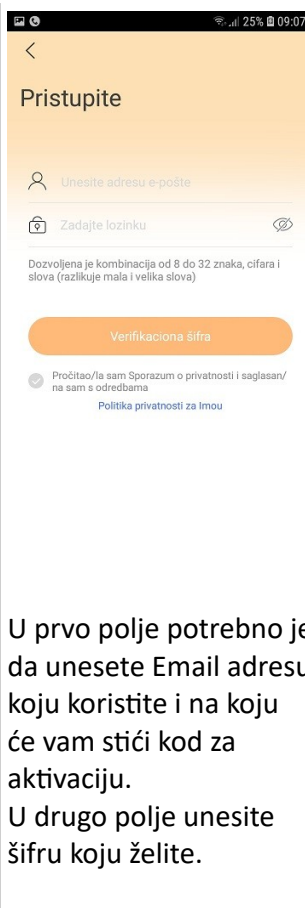 25% 09:07
Pristupite
Unesite adresu e-pošte
Zadajte lozinku
Dozvoljena je kombinacija od 8 do 32 znaka, cifara i
slova (razlikuje mala i velika slova)
Verifikaciona šifra
Pročitao/la sam Sporazum o privatnosti i saglasan/
na sam s odredbama
Politika privatnosti za Imou
U prvo polje potrebno je
da unesete Email adresu
koju koristite i na koju
će vam stići kod za
aktivaciju.
U drugo polje unesite
šifru koju želite.